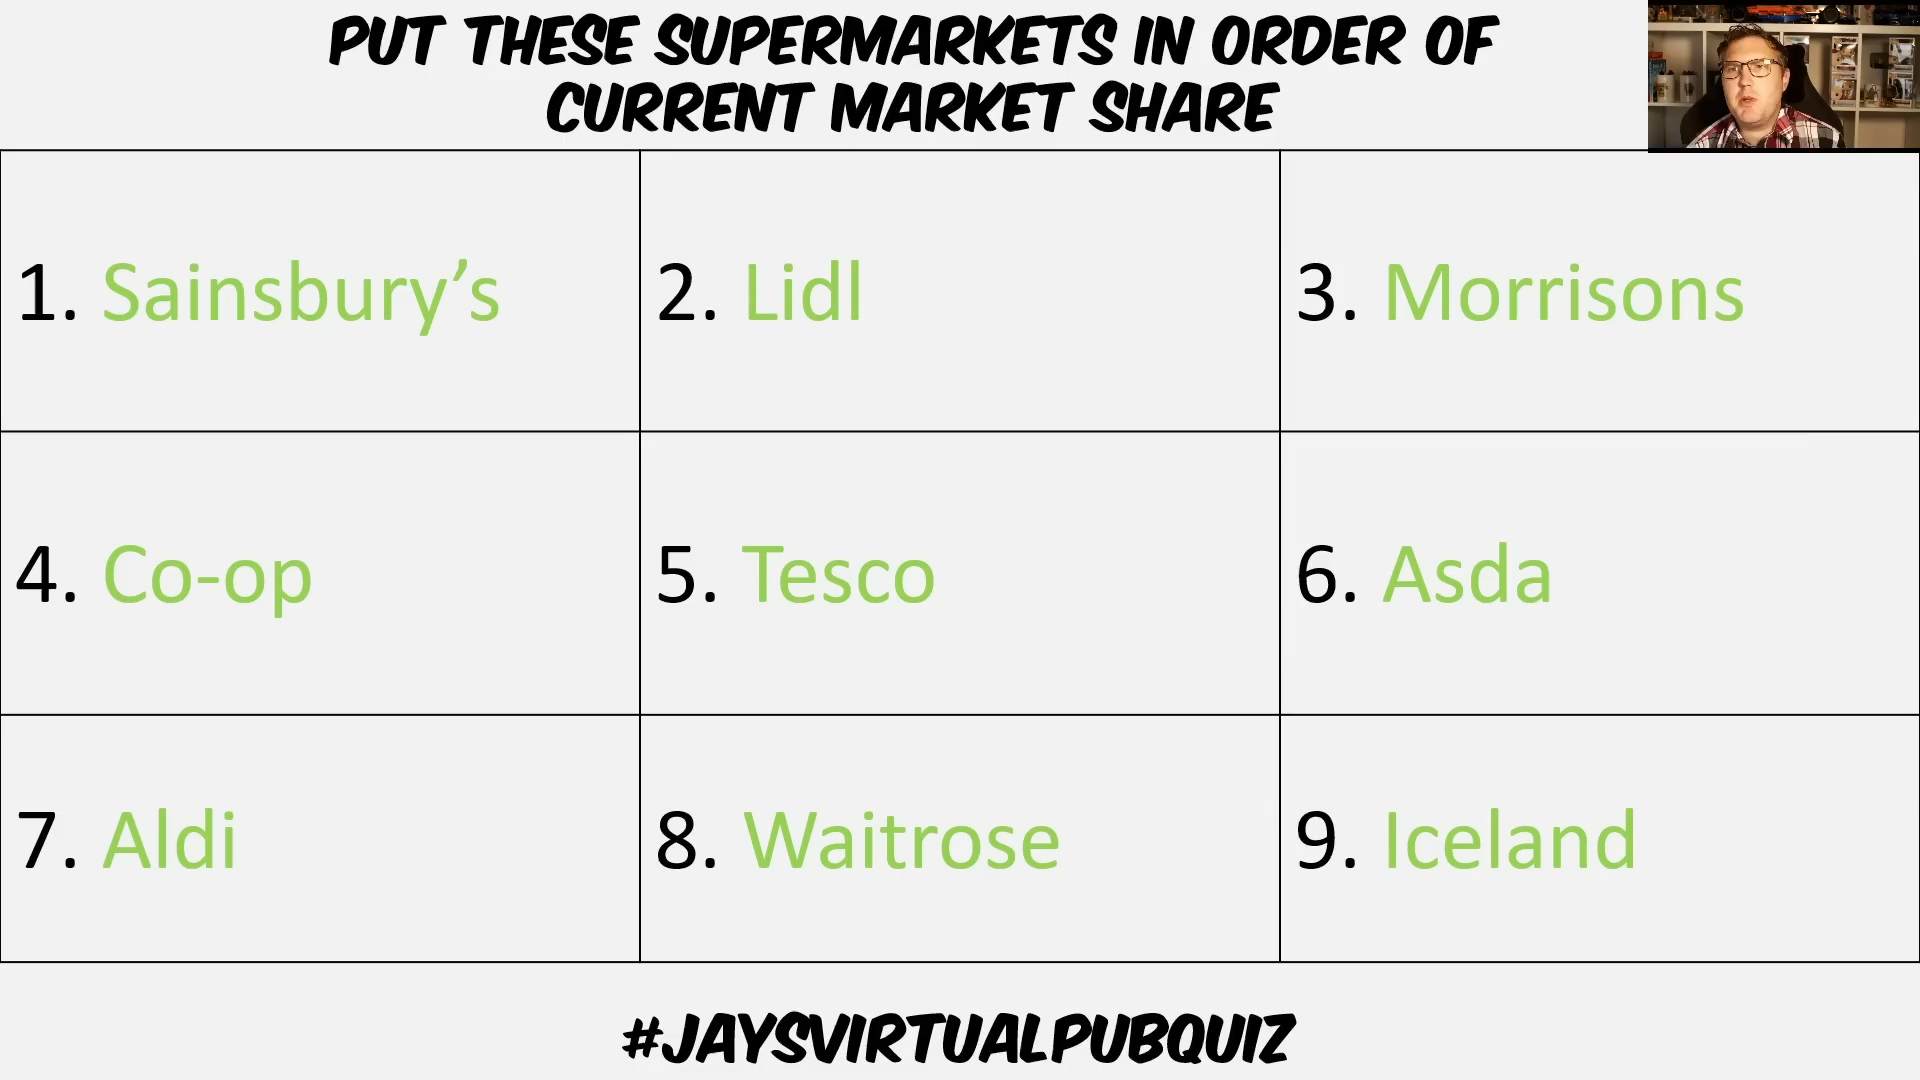 PUT THESE SUPERMARKETS IN ORDER OF
CURRENT MARKET SHARE
1. Sainsbury’s
2. Lidl
3. Morrisons
4. Co-op
5. Tesco
6. Asda
7. Aldi
8. Waitrose
9. Iceland
#JAYSVIRTUALPUBQUIZ